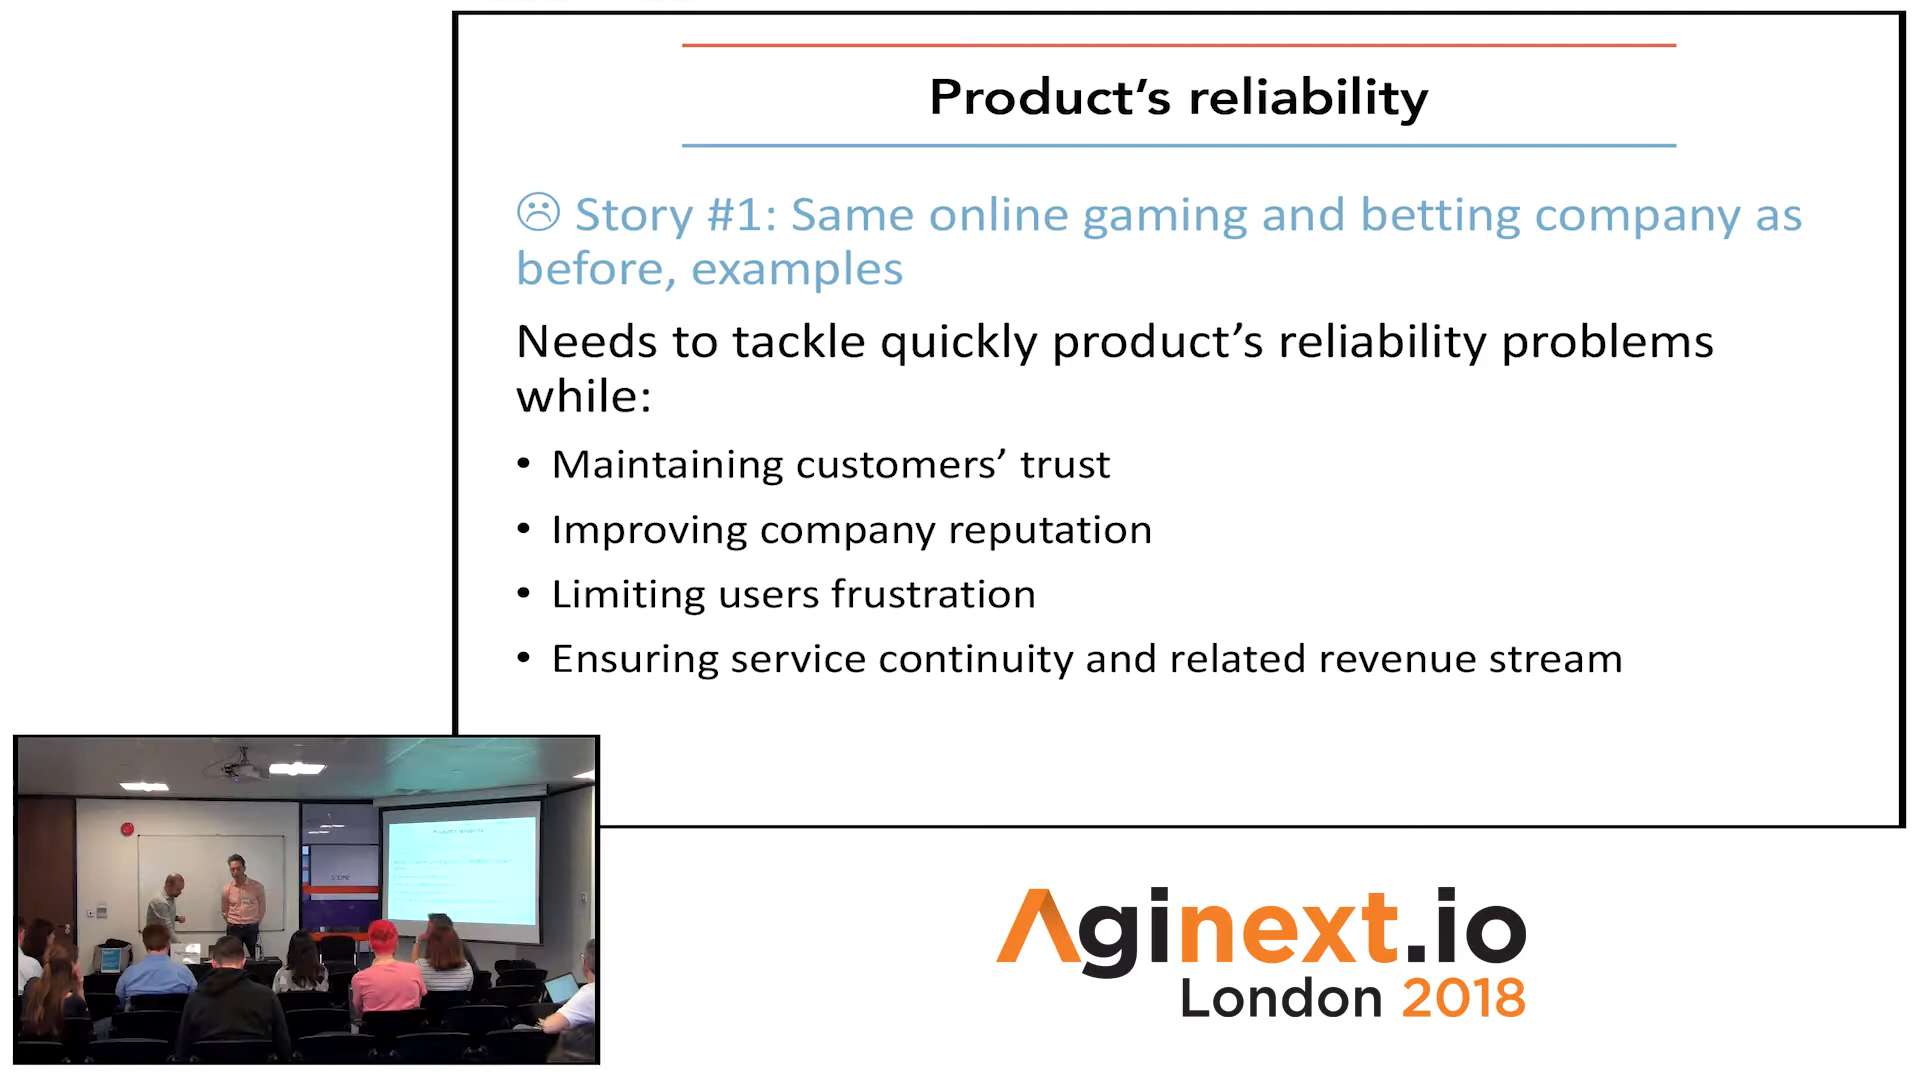 Product’s reliability
☹ Story #1: Same online gaming and betting company as
before, examples
Needs to tackle quickly product’s reliability problems
while:
• Maintaining customers’ trust
• Improving company reputation
• Limiting users frustration
• Ensuring service continuity and related revenue stream
Product's reliability
Aginext.io
London 2018